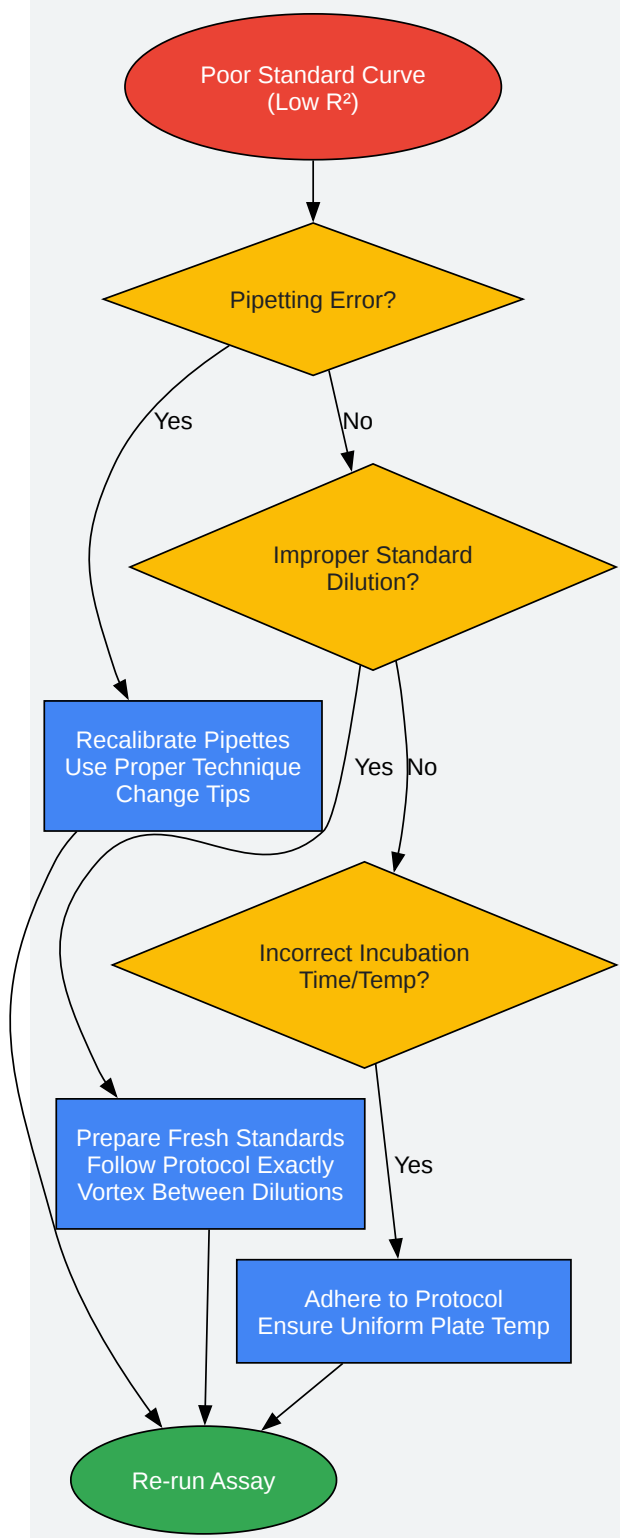 Poor Standard Curve
(Low R²)
Pipetting Error?
Yes
No
Improper Standard
Dilution?
Recalibrate Pipettes
Use Proper Technique
Change Tips
Yes
No
Incorrect Incubation
Time/Temp?
Prepare Fresh Standards
Follow Protocol Exactly
Vortex Between Dilutions
Yes
Adhere to Protocol
Ensure Uniform Plate Temp
Re-run Assay